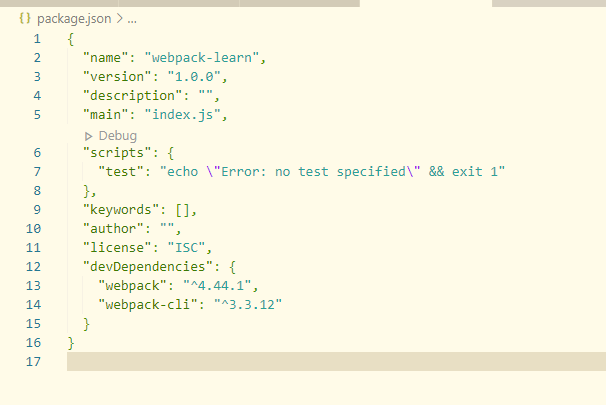 {} package.json > ...
1 {
2   "name": "webpack-learn",
3   "version": "1.0.0",
4   "description": "",
5   "main": "index.js",
Debug
6   "scripts": {
7     "test": "echo \"Error: no test specified\" && exit 1"
8   },
9   "keywords": [],
10   "author": "",
11   "license": "ISC",
12   "devDependencies": {
13     "webpack": "^4.44.1",
14     "webpack-cli": "^3.3.12"
15   }
16 }
17